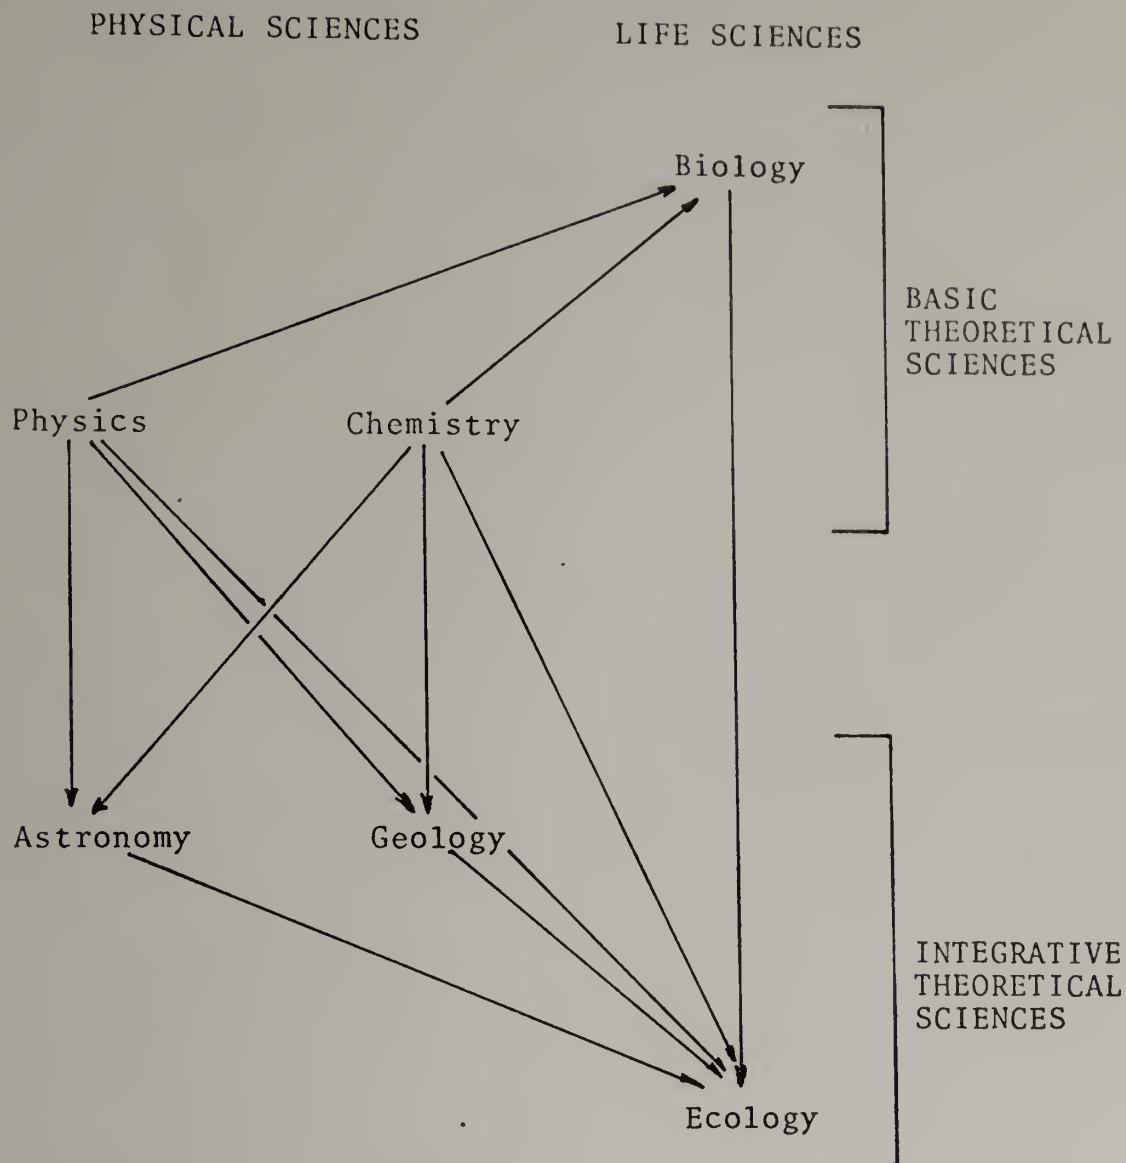 PHYSICAL SCIENCES
LIFE SCIENCES
Biology
BASIC
THEORETICAL
SCIENCES
Physics
Chemistry
Astronomy
Geology
INTEGRATIVE
THEORETICAL
SCIENCES
Ecology